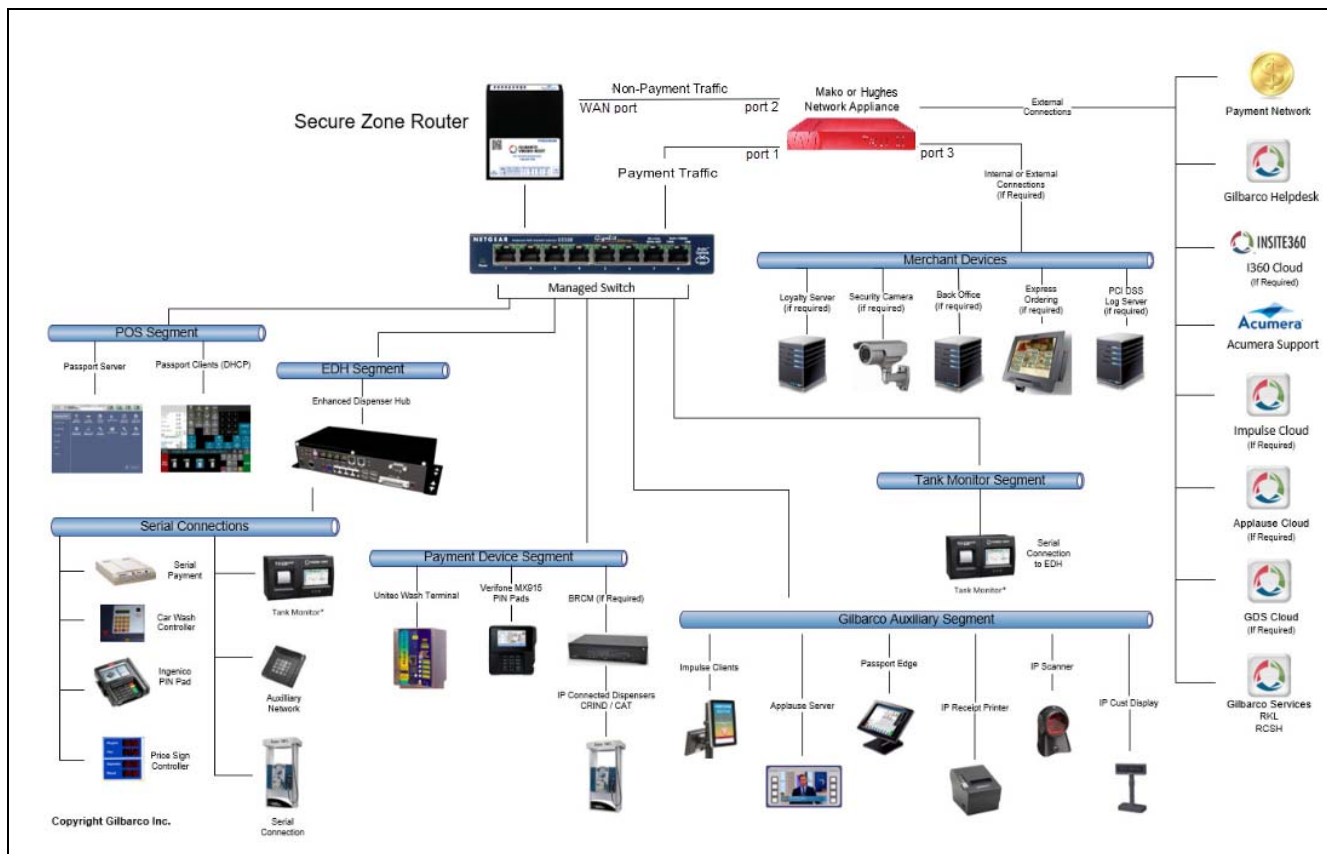 Secure Zone Router
Non-Payment Traffic
WAN port
port 2
Mako or Hughes
Network Appliance
External
Connections
Payment Network
port 1
port 3
Payment Traffic
Internal or External
Connections
(If Required)
Gilbarco Helpdesk
NETGEAR
Managed Switch
Merchant Devices
INSITE360
I360 Cloud
(If Required)
Loyalty Server
(if required)
Security Camera
(if required)
Back Office
(if required)
Express
Ordering
(if required)
PCI DSS
Log Server
(if required)
Acumera
Acumera Support
POS Segment
Passport Server
Passport Clients (DHCP)
EDH Segment
Enhanced Dispenser Hub
Impulse Cloud
(If Required)
Tank Monitor Segment
Serial
Connection
to EDH
Tank Monitor*
Applause Cloud
(If Required)
Serial Connections
Serial
Payment
Tank Monitor*
Car Wash
Controller
Ingenico
PIN Pad
Auxilliary
Network
Price Sign
Controller
Serial
Connection
Payment Device Segment
Unitec Wash Terminal
Verifone MX915
PIN Pads
BRCM (If Required)
IP Connected Dispensers
CRIND / CAT
Gilbarco Auxiliary Segment
Impulse Clients
Applause Server
Passport Edge
IP Receipt Printer
IP Scanner
IP Cust Display
GDS Cloud
(If Required)
Gilbarco Services
RKL
RCSH
Copyright Gilbarco Inc.